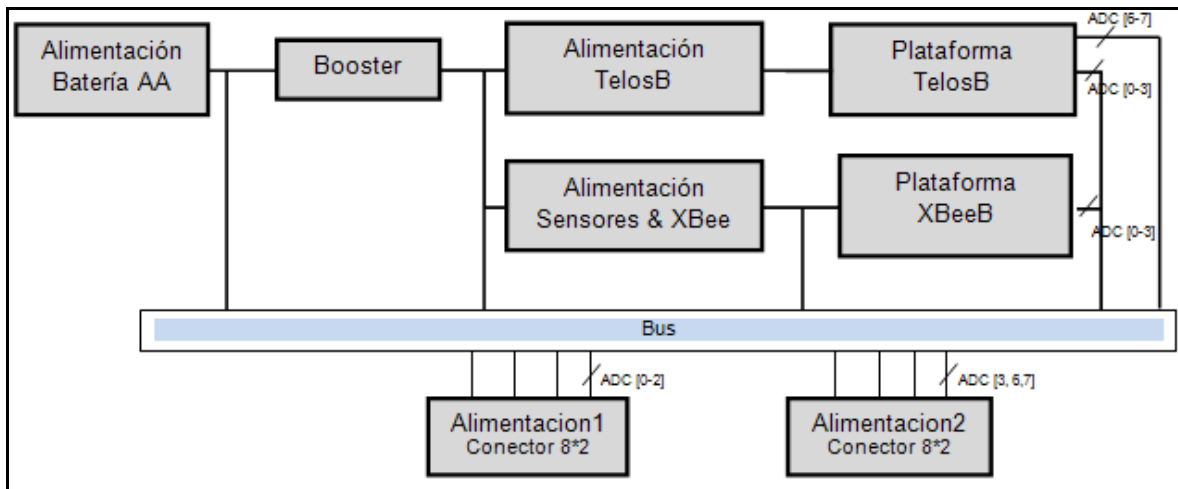 Alimentación
Batería AA
Booster
Alimentación
TelosB
Plataforma
TelosB
ADC [6-7]
ADC [0-3]
Alimentación
Sensores & XBee
Plataforma
XBeeB
ADC [0-3]
Bus
ADC [0-2]
ADC [3, 6,7]
Alimentacion1
Conector 8*2
Alimentacion2
Conector 8*2